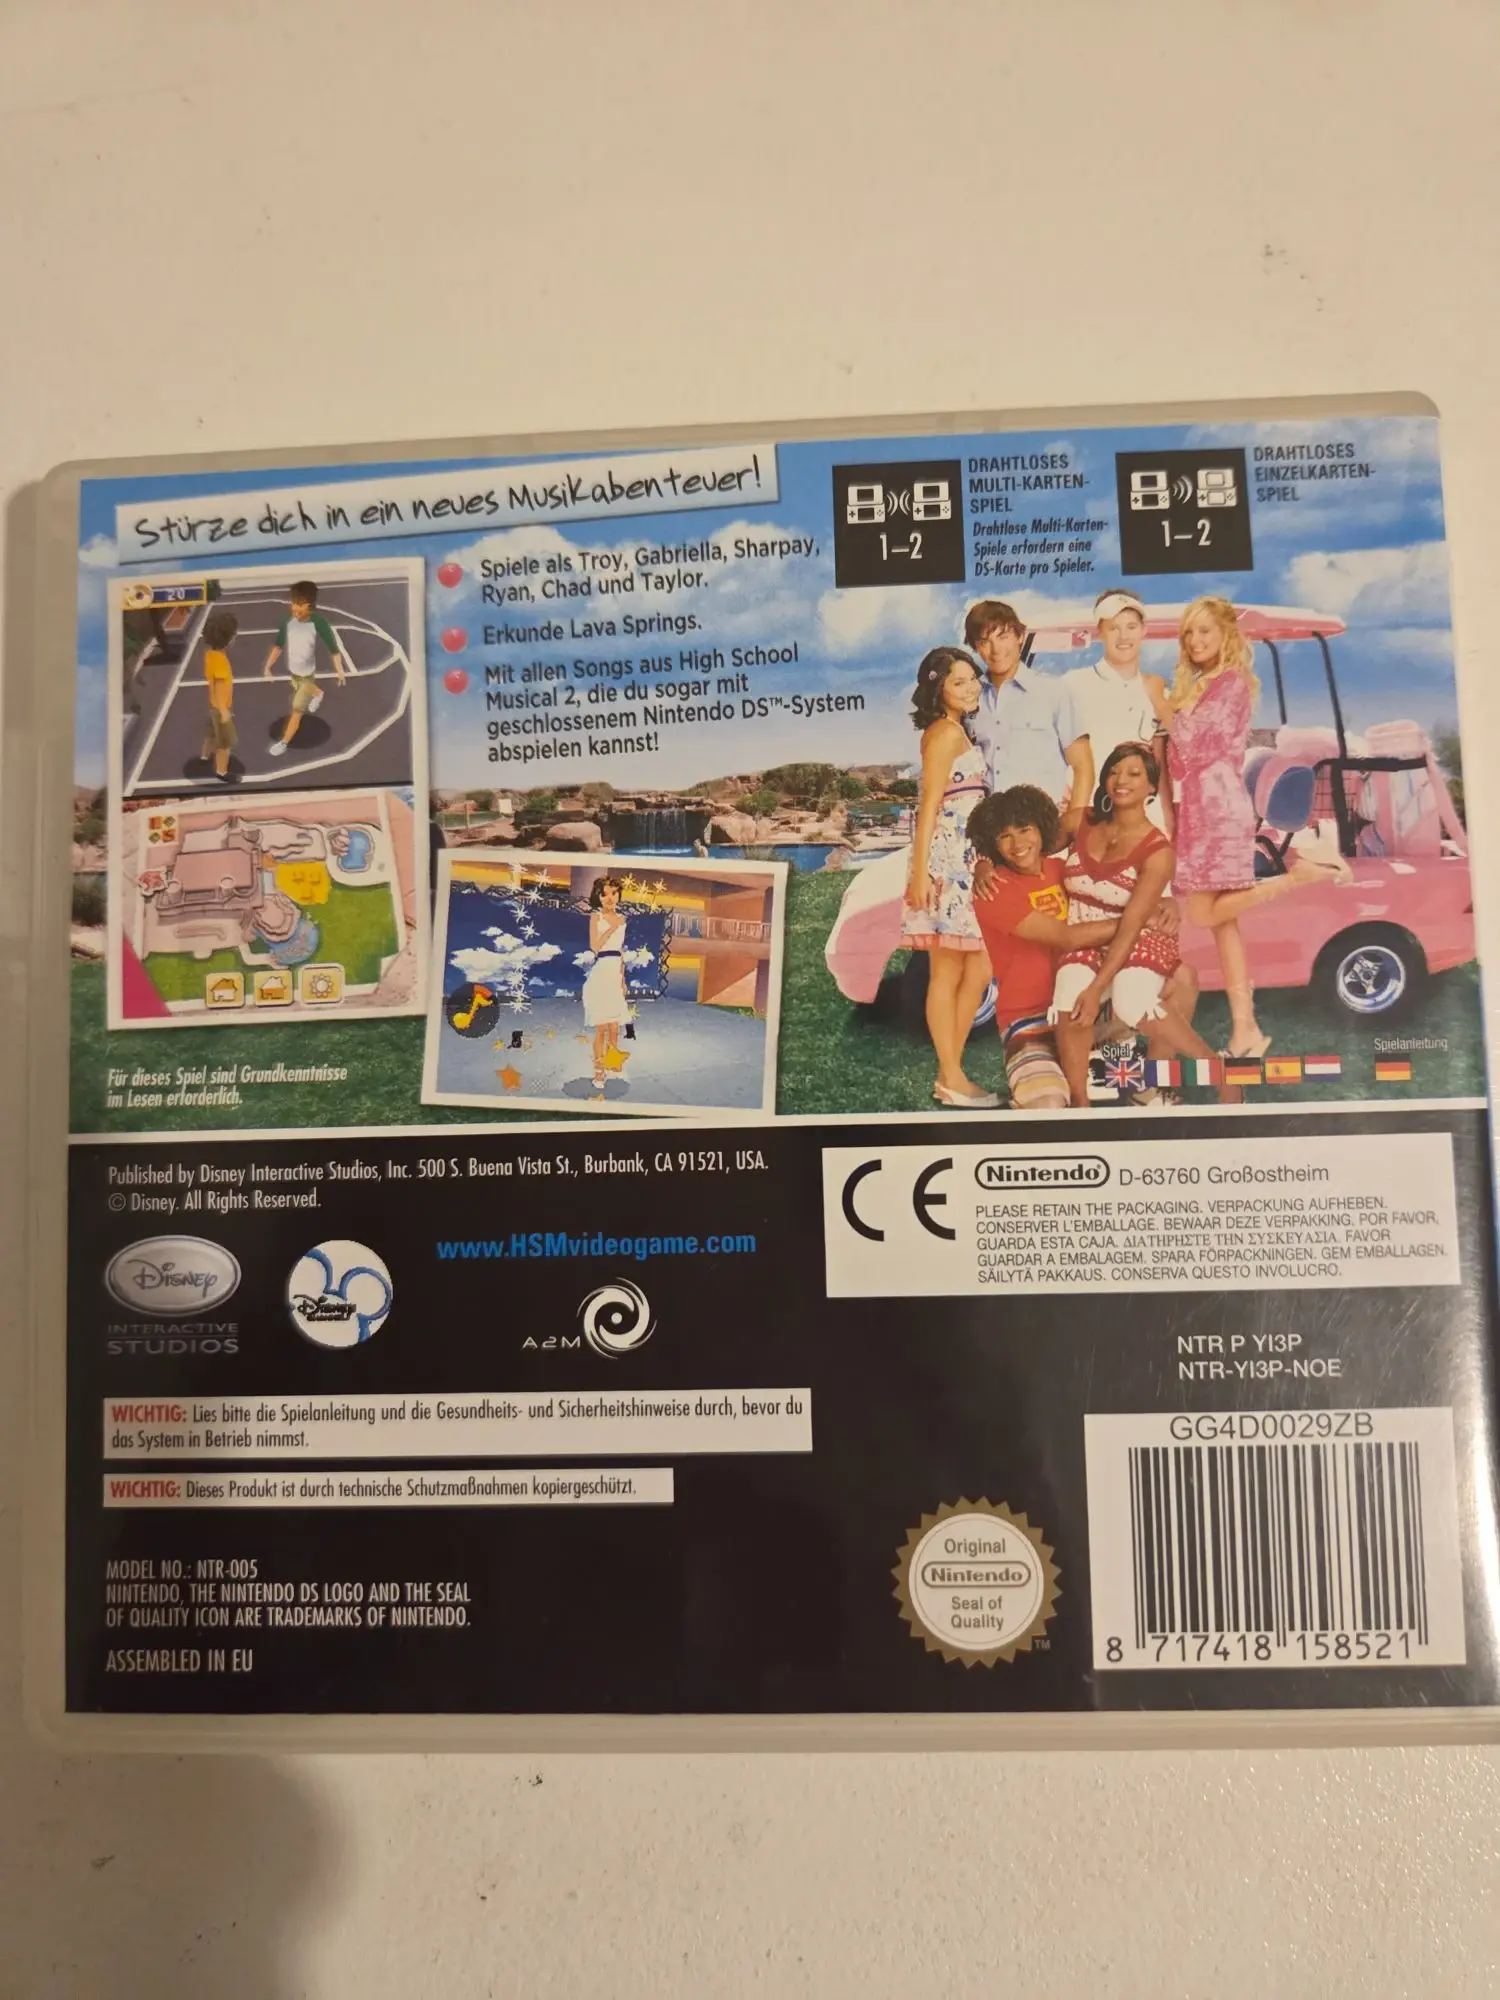 Stürze dich in ein neues Musikabenteuer!
Spiele als Troy, Gabriella, Sharpay,
Ryan, Chad und Taylor.
Erkunde Lava Springs.
Mit allen Songs aus High School
Musical 2, die du sogar mit
geschlossenem Nintendo DS™-System
abspielen kannst!
1–2
DRAHTLOSES
MULTI-KARTEN-
SPIEL
Drahtlose Multi-Karten-
Spiele erfordern eine
DS-Karte pro Spieler.
1–2
DRAHTLOSES
EINZELKARTEN-
SPIEL
20
Für dieses Spiel sind Grundkenntnisse
im Lesen erforderlich.
Spiel
Spielanleitung
Published by Disney Interactive Studios, Inc. 500 S. Buena Vista St., Burbank, CA 91521, USA.
© Disney. All Rights Reserved.
Disney
INTERACTIVE
STUDIOS
Disney
CHANNEL
www.HSMvideogame.com
A2M
CE
Nintendo® D-63760 Großostheim
PLEASE RETAIN THE PACKAGING. VERPACKUNG AUFHEBEN.
CONSERVER L'EMBALLAGE. BEWAAR DEZE VERPAKKING. POR FAVOR,
GUARDA ESTA CAJA. ΔΙΑΤΗΡΗΣΤΕ ΤΗΝ ΣΥΣΚΕΥΑΣΙΑ. FAVOR
GUARDAR A EMBALAGEM. SPARA FÖRPACKNINGEN. GEM EMBALLAGEN.
SÄILYTÄ PAKKAUS. CONSERVA QUESTO INVOLUCRO.
NTR P YI3P
NTR-YI3P-NOE
WICHTIG: Lies bitte die Spielanleitung und die Gesundheits- und Sicherheitshinweise durch, bevor du
das System in Betrieb nimmst.
WICHTIG: Dieses Produkt ist durch technische Schutzmaßnahmen kopiergeschützt.
MODEL NO.: NTR-005
NINTENDO, THE NINTENDO DS LOGO AND THE SEAL
OF QUALITY ICON ARE TRADEMARKS OF NINTENDO.
ASSEMBLED IN EU
Original
Nintendo
Seal of
Quality
TM
GG4D0029ZB
8 717418 158521